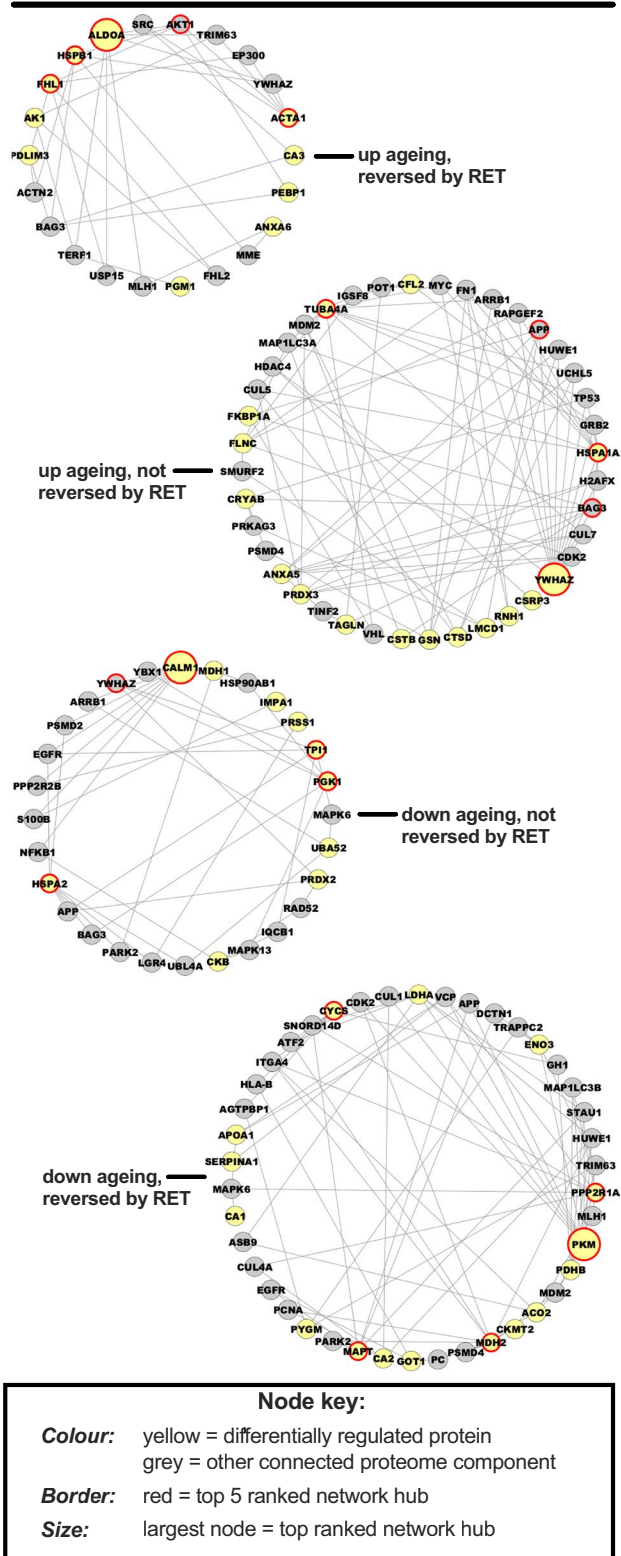 SRC
AKT1
ALDOA
TRIM63
HSPB1
EP300
FHL1
YWHAZ
AK1
ACTA1
PDLIM3
CA3
up ageing,
reversed by RET
ACTN2
PEBP1
BAG3
ANXA6
TERF1
MME
USP15
FHL2
MLH1
PGM1
POT1
CFL2
MYC
IGSF8
FN1
TUBA4A
ARRB1
MDM2
RAPGEF2
MAP1LC3A
APP
HDAC4
HUWE1
CUL5
UCHL5
FKBP1A
TP53
FLNC
GRB2
up ageing, not
reversed by RET
SMURF2
HSPA1A
CRYAB
H2AFX
PRKAG3
BAG3
PSMD4
CUL7
ANXA5
CDK2
PRDX3
YWHAZ
TINF2
CSRP3
TAGLN
RNH1
VHL
LMCD1
CSTB
GSN
CTSD
YBX1
CALM1
MDH1
YWHAZ
HSP90AB1
ARRB1
IMPA1
PSMD2
PRSS1
EGFR
TPI1
PPP2R2B
PGK1
S100B
MAPK6
down ageing, not
reversed by RET
NFKB1
UBA52
HSPA2
PRDX2
APP
RAD52
BAG3
IQCB1
PARK2
MAPK13
LGR4
UBL4A
CKB
CUL1
LDHA
VCP
CDK2
APP
CYCS
DCTN1
SNORD14D
TRAPPC2
ATF2
ENO3
ITGA4
GH1
HLA-B
MAP1LC3B
AGTPBP1
STAU1
APOA1
HUWE1
down ageing,
reversed by RET
SERPINA1
TRIM63
MAPK6
PPP2R1A
CA1
MLH1
ASB9
PKM
CUL4A
PDHB
EGFR
MDM2
PCNA
ACO2
PYGM
CKMT2
PARK2
MDH2
MAPT
PSMD4
CA2
GOT1
PC
Node key:
Colour: yellow = differentially regulated protein
grey = other connected proteome component
Border: red = top 5 ranked network hub
Size: largest node = top ranked network hub